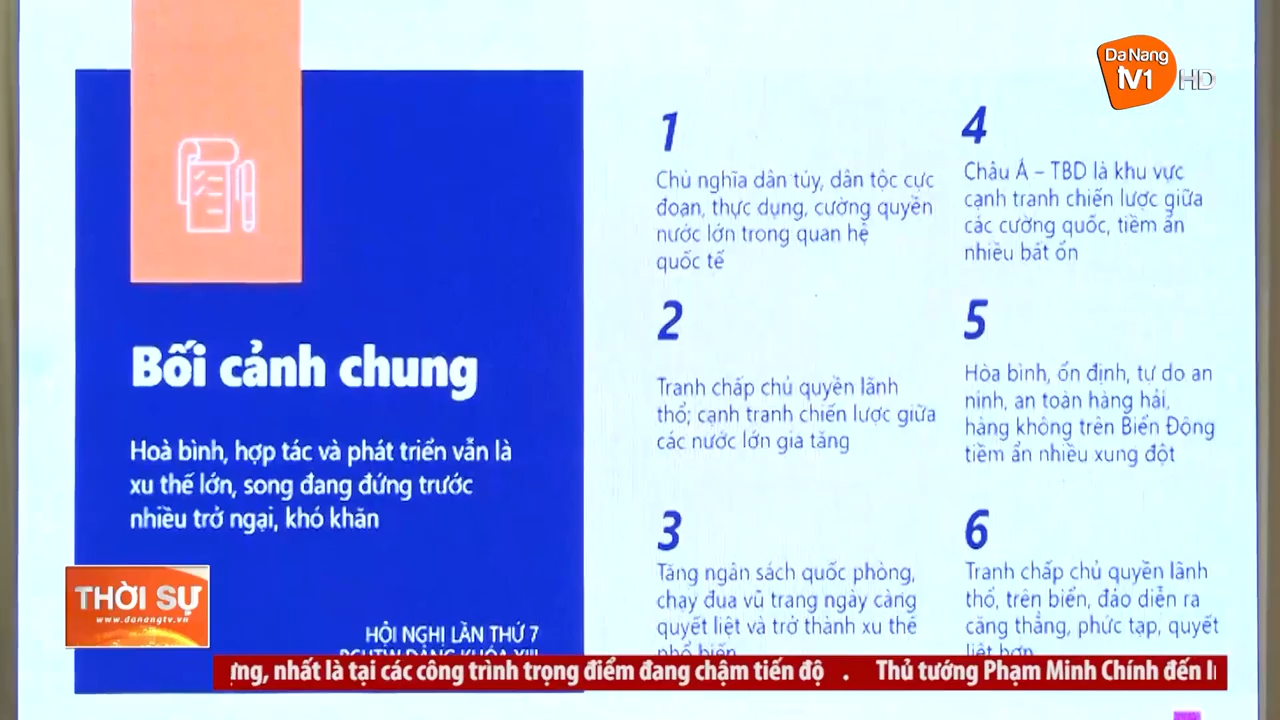 Da Nang
tv1 HD
Bối cảnh chung
Hoà bình, hợp tác và phát triển vẫn là
xu thế lớn, song đang đứng trước
nhiều trở ngại, khó khăn
HỘI NGHỊ LẦN THỨ 7
1
Chủ nghĩa dân túy, dân tộc cực
đoan, thực dụng, cường quyền
nước lớn trong quan hệ
quốc tế
2
Tranh chấp chủ quyền lãnh
thổ; cạnh tranh chiến lược giữa
các nước lớn gia tăng
3
Tăng ngân sách quốc phòng,
chạy đua vũ trang ngày càng
quyết liệt và trở thành xu thế
phổ biến
4
Châu Á – TBD là khu vực
cạnh tranh chiến lược giữa
các cường quốc, tiềm ẩn
nhiều bất ổn
5
Hòa bình, ổn định, tự do an
ninh, an toàn hàng hải,
hàng không trên Biển Động
tiềm ẩn nhiều xung đột
6
Tranh chấp chủ quyền lãnh
thổ, trên biển, đảo diễn ra
căng thẳng, phức tạp, quyết
liệt hơn
THỜI SỰ
www.danangtv.vn
ựng, nhất là tại các công trình trọng điểm đang chậm tiến độ . Thủ tướng Phạm Minh Chính đến